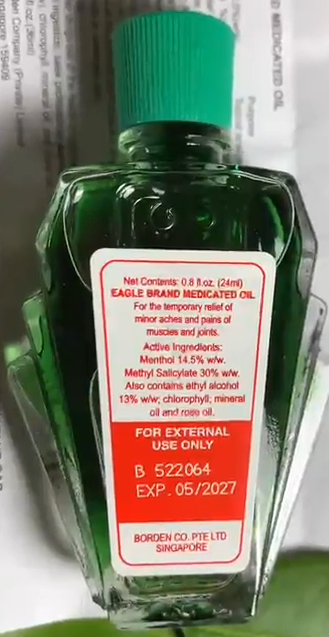 Net Contents: 0.8 fl.oz. (24ml)
EAGLE BRAND MEDICATED OIL
For the temporary relief of
minor aches and pains of
muscles and joints.
Active Ingredients:
Menthol 14.5% w/w.
Methyl Salicylate 30% w/w.
Also contains ethyl alcohol
13% w/w; chlorophyll; mineral
oil and rose oil.
FOR EXTERNAL
USE ONLY
B 522064
EXP. 05/2027
BORDEN CO. PTE LTD
SINGAPORE
D MEDICATED OIL